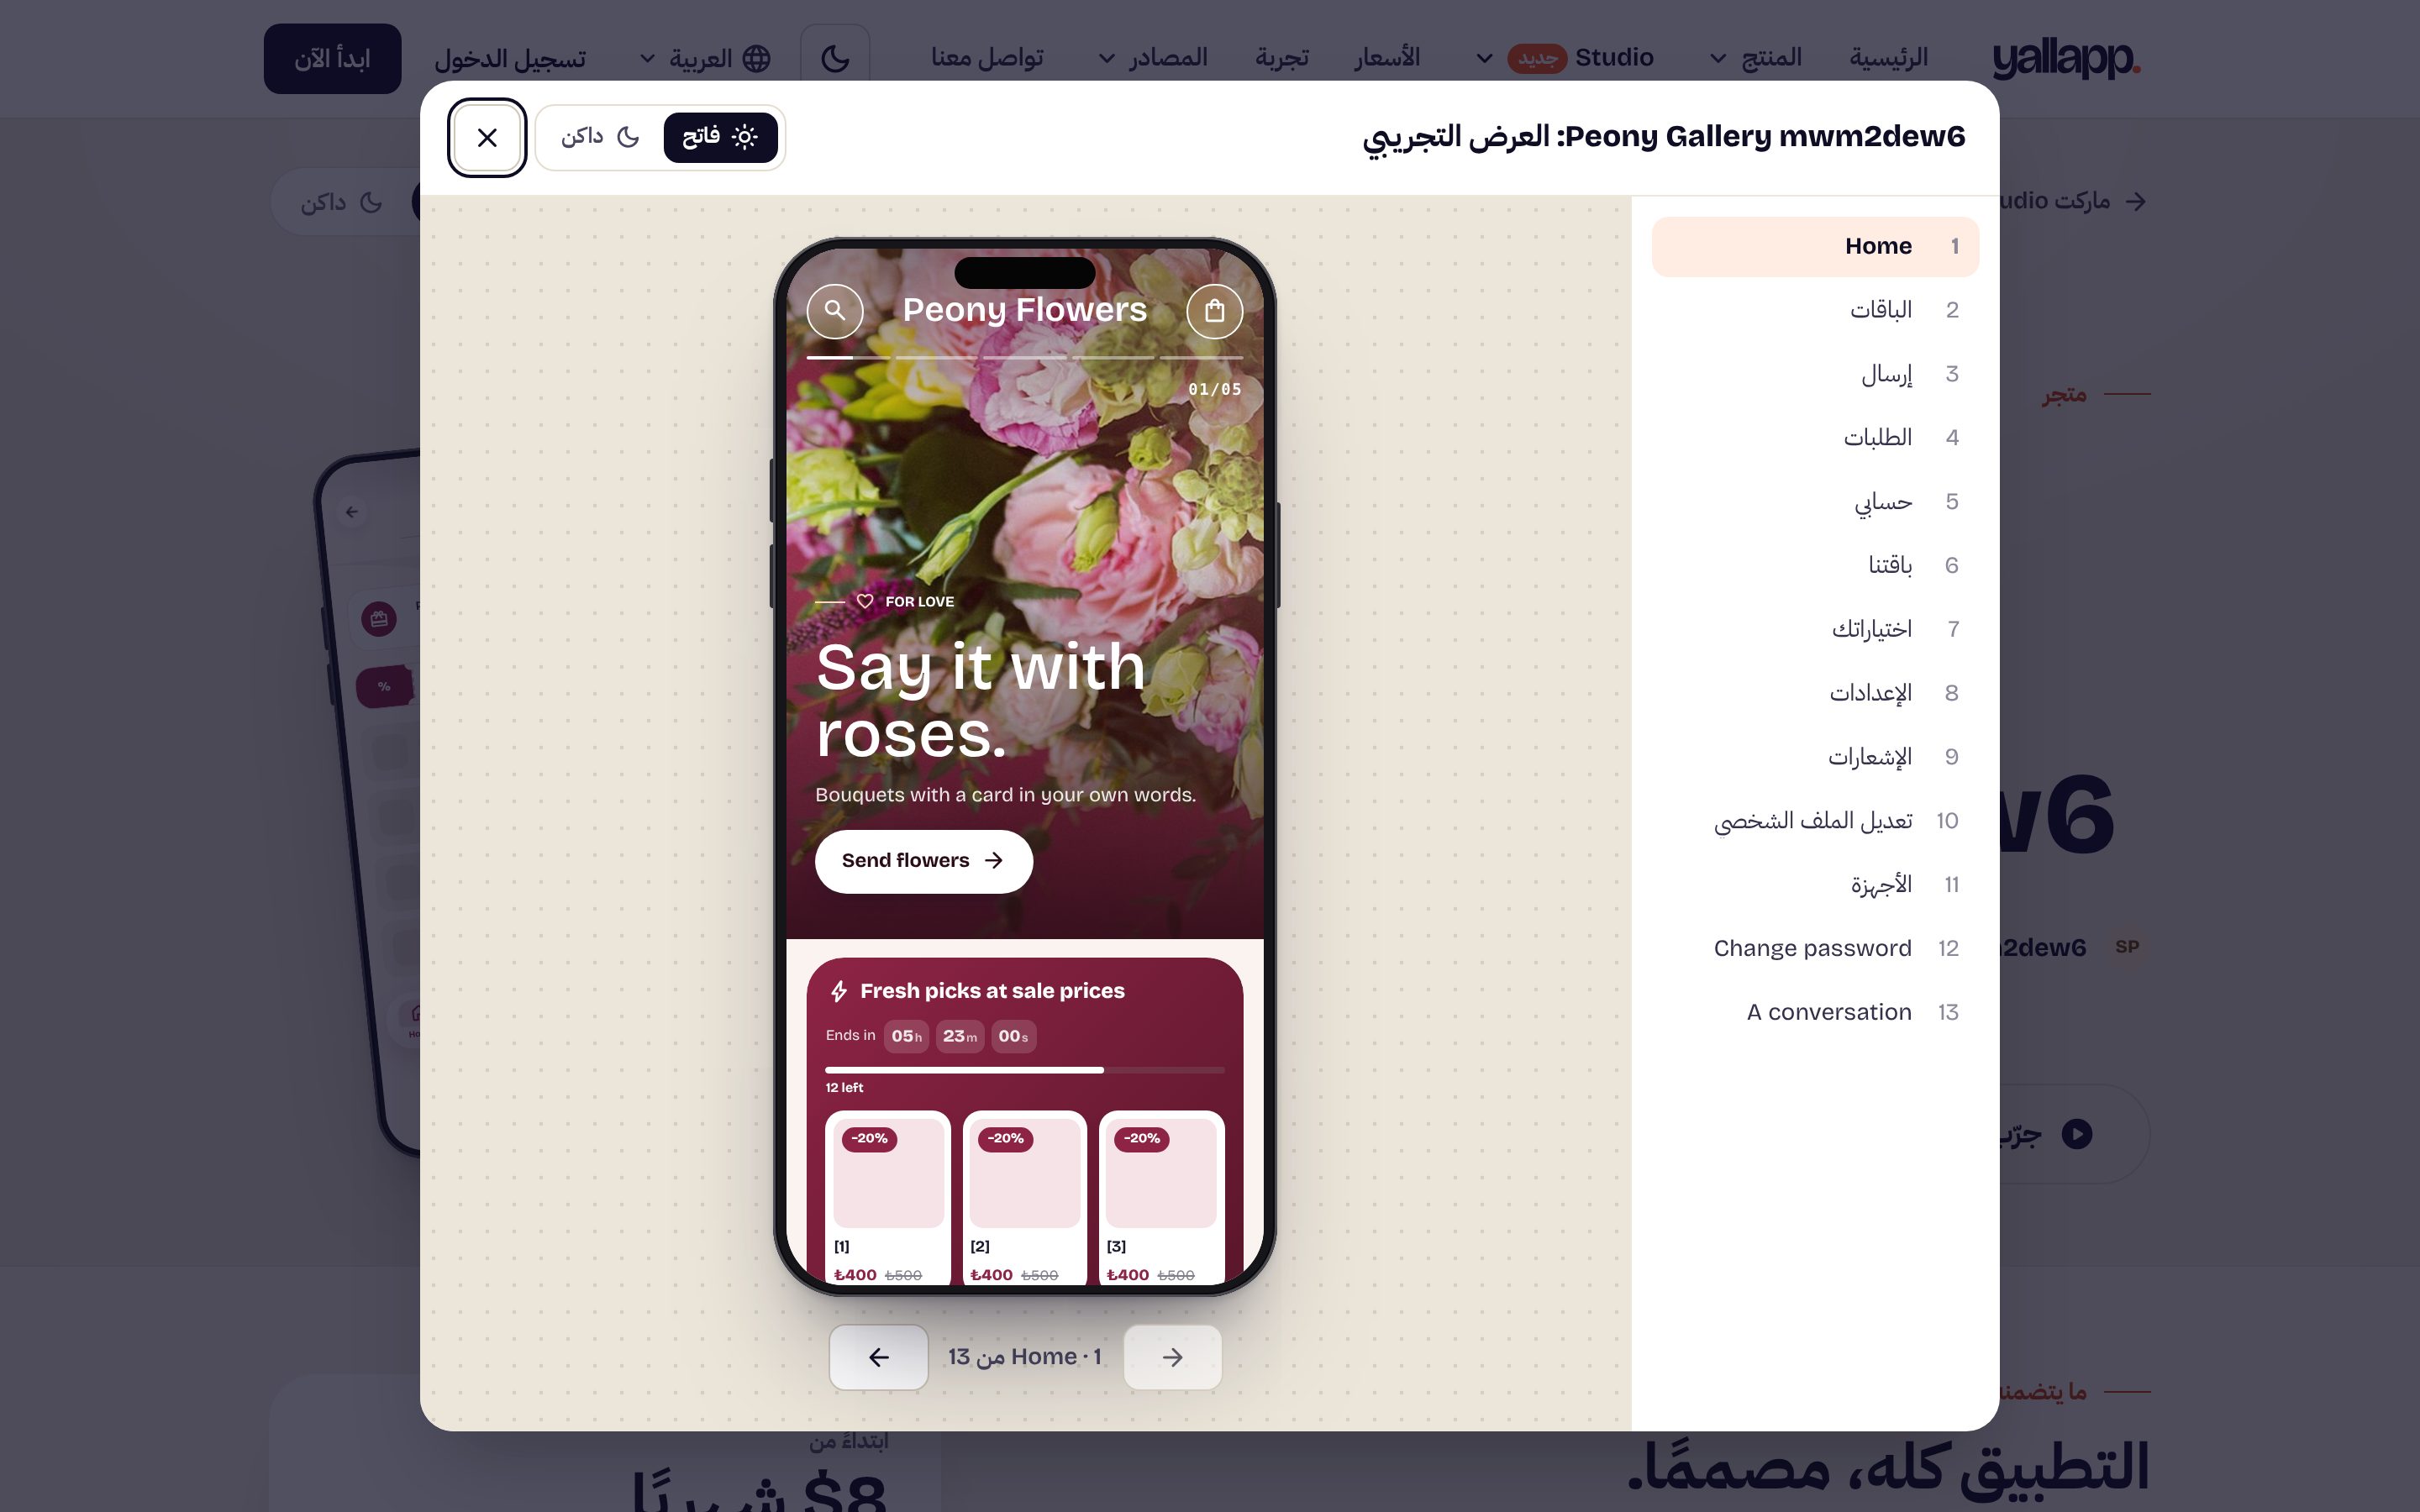 yallapp.
الرئيسية
المنتج
Studio جديد
الأسعار
تجربة
المصادر
تواصل معنا
العربية
تسجيل الدخول
ابدأ الآن
Peony Gallery mwm2dew6: العرض التجريبي
فاتح
داكن
ماركت
داكن
متجر
SP
ما يتضمنه
التطبيق كله، مصممًا.
ابتداءً من
$8 شهريًا
1 Home
2 الباقات
3 إرسال
4 الطلبات
5 حسابي
6 باقتنا
7 اختياراتك
8 الإعدادات
9 الإشعارات
10 تعديل الملف الشخصي
11 الأجهزة
12 Change password
13 A conversation
Peony Flowers
01/05
FOR LOVE
Say it with
roses.
Bouquets with a card in your own words.
Send flowers
Fresh picks at sale prices
Ends in 05h 23m 00s
12 left
-20% -20% -20%
[1] [2] [3]
₺400 ₺500 ₺400 ₺500 ₺400 ₺500
Home · 1 من 13
%